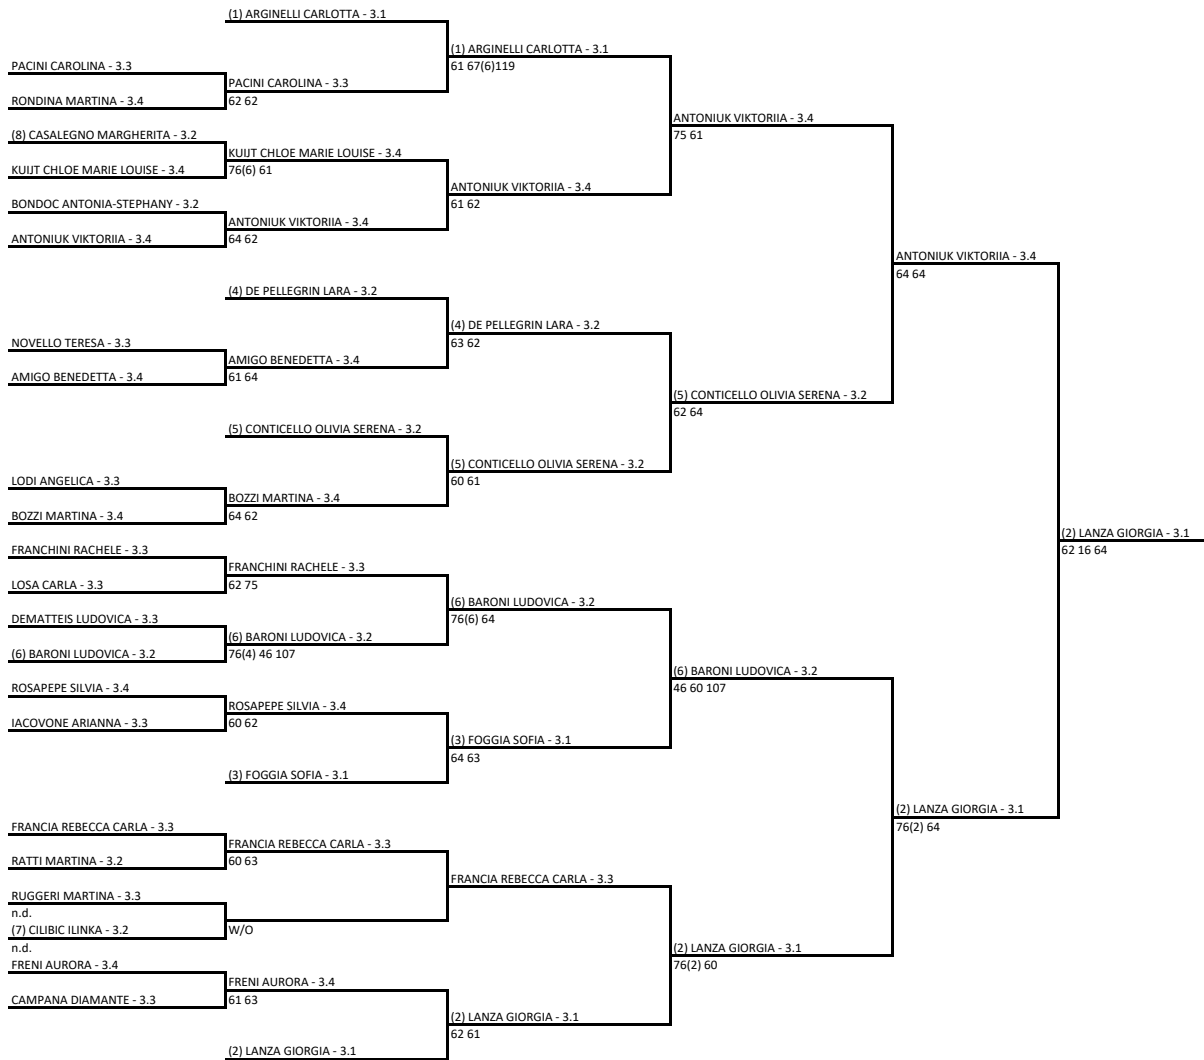 (1) ARGINELLI CARLOTTA - 3.1
(1) ARGINELLI CARLOTTA - 3.1
61 67(6)119
PACINI CAROLINA - 3.3
PACINI CAROLINA - 3.3
62 62
RONDINA MARTINA - 3.4
ANTONIUK VIKTORIIA - 3.4
75 61
(8) CASALEGNO MARGHERITA - 3.2
KUIJT CHLOE MARIE LOUISE - 3.4
76(6) 61
KUIJT CHLOE MARIE LOUISE - 3.4
ANTONIUK VIKTORIIA - 3.4
61 62
BONDOC ANTONIA-STEPHANY - 3.2
ANTONIUK VIKTORIIA - 3.4
64 62
ANTONIUK VIKTORIIA - 3.4
ANTONIUK VIKTORIIA - 3.4
64 64
(4) DE PELLEGRIN LARA - 3.2
(4) DE PELLEGRIN LARA - 3.2
63 62
NOVELLO TERESA - 3.3
AMIGO BENEDETTA - 3.4
61 64
AMIGO BENEDETTA - 3.4
(5) CONTICELLO OLIVIA SERENA - 3.2
62 64
(5) CONTICELLO OLIVIA SERENA - 3.2
(5) CONTICELLO OLIVIA SERENA - 3.2
60 61
LODI ANGELICA - 3.3
BOZZI MARTINA - 3.4
64 62
BOZZI MARTINA - 3.4
(2) LANZA GIORGIA - 3.1
62 16 64
FRANCHINI RACHELE - 3.3
FRANCHINI RACHELE - 3.3
62 75
LOSA CARLA - 3.3
(6) BARONI LUDOVICA - 3.2
76(6) 64
DEMATTEIS LUDOVICA - 3.3
(6) BARONI LUDOVICA - 3.2
76(4) 46 107
(6) BARONI LUDOVICA - 3.2
(6) BARONI LUDOVICA - 3.2
46 60 107
ROSAPEPE SILVIA - 3.4
ROSAPEPE SILVIA - 3.4
60 62
IACOVONE ARIANNA - 3.3
(3) FOGGIA SOFIA - 3.1
64 63
(3) FOGGIA SOFIA - 3.1
(2) LANZA GIORGIA - 3.1
76(2) 64
FRANCIA REBECCA CARLA - 3.3
FRANCIA REBECCA CARLA - 3.3
60 63
RATTI MARTINA - 3.2
FRANCIA REBECCA CARLA - 3.3
RUGGERI MARTINA - 3.3
n.d.
(7) CILIBIC ILINKA - 3.2
W/O
n.d.
(2) LANZA GIORGIA - 3.1
76(2) 60
FRENI AURORA - 3.4
FRENI AURORA - 3.4
61 63
CAMPANA DIAMANTE - 3.3
(2) LANZA GIORGIA - 3.1
62 61
(2) LANZA GIORGIA - 3.1